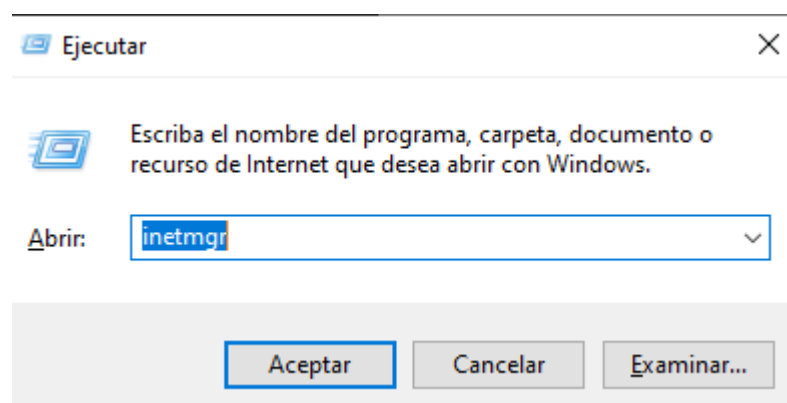 Ejecutar
Escriba el nombre del programa, carpeta, documento o
recurso de Internet que desea abrir con Windows.
Abrir: inetmgr
Aceptar Cancelar Examinar...